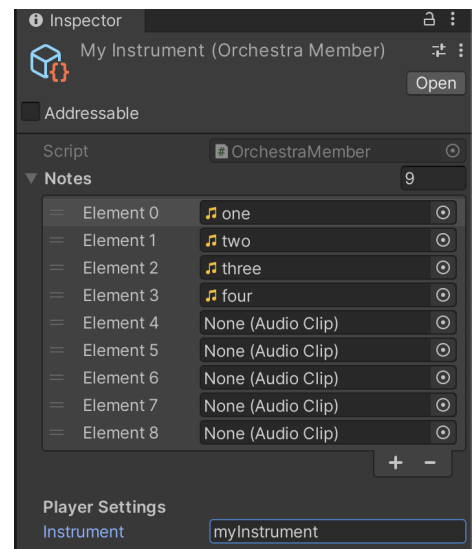 Inspector
My Instrument (Orchestra Member)
Open
Addressable
Script OrchestraMember
Notes 9
Element 0 one
Element 1 two
Element 2 three
Element 3 four
Element 4 None (Audio Clip)
Element 5 None (Audio Clip)
Element 6 None (Audio Clip)
Element 7 None (Audio Clip)
Element 8 None (Audio Clip)
+ −
Player Settings
Instrument myInstrument